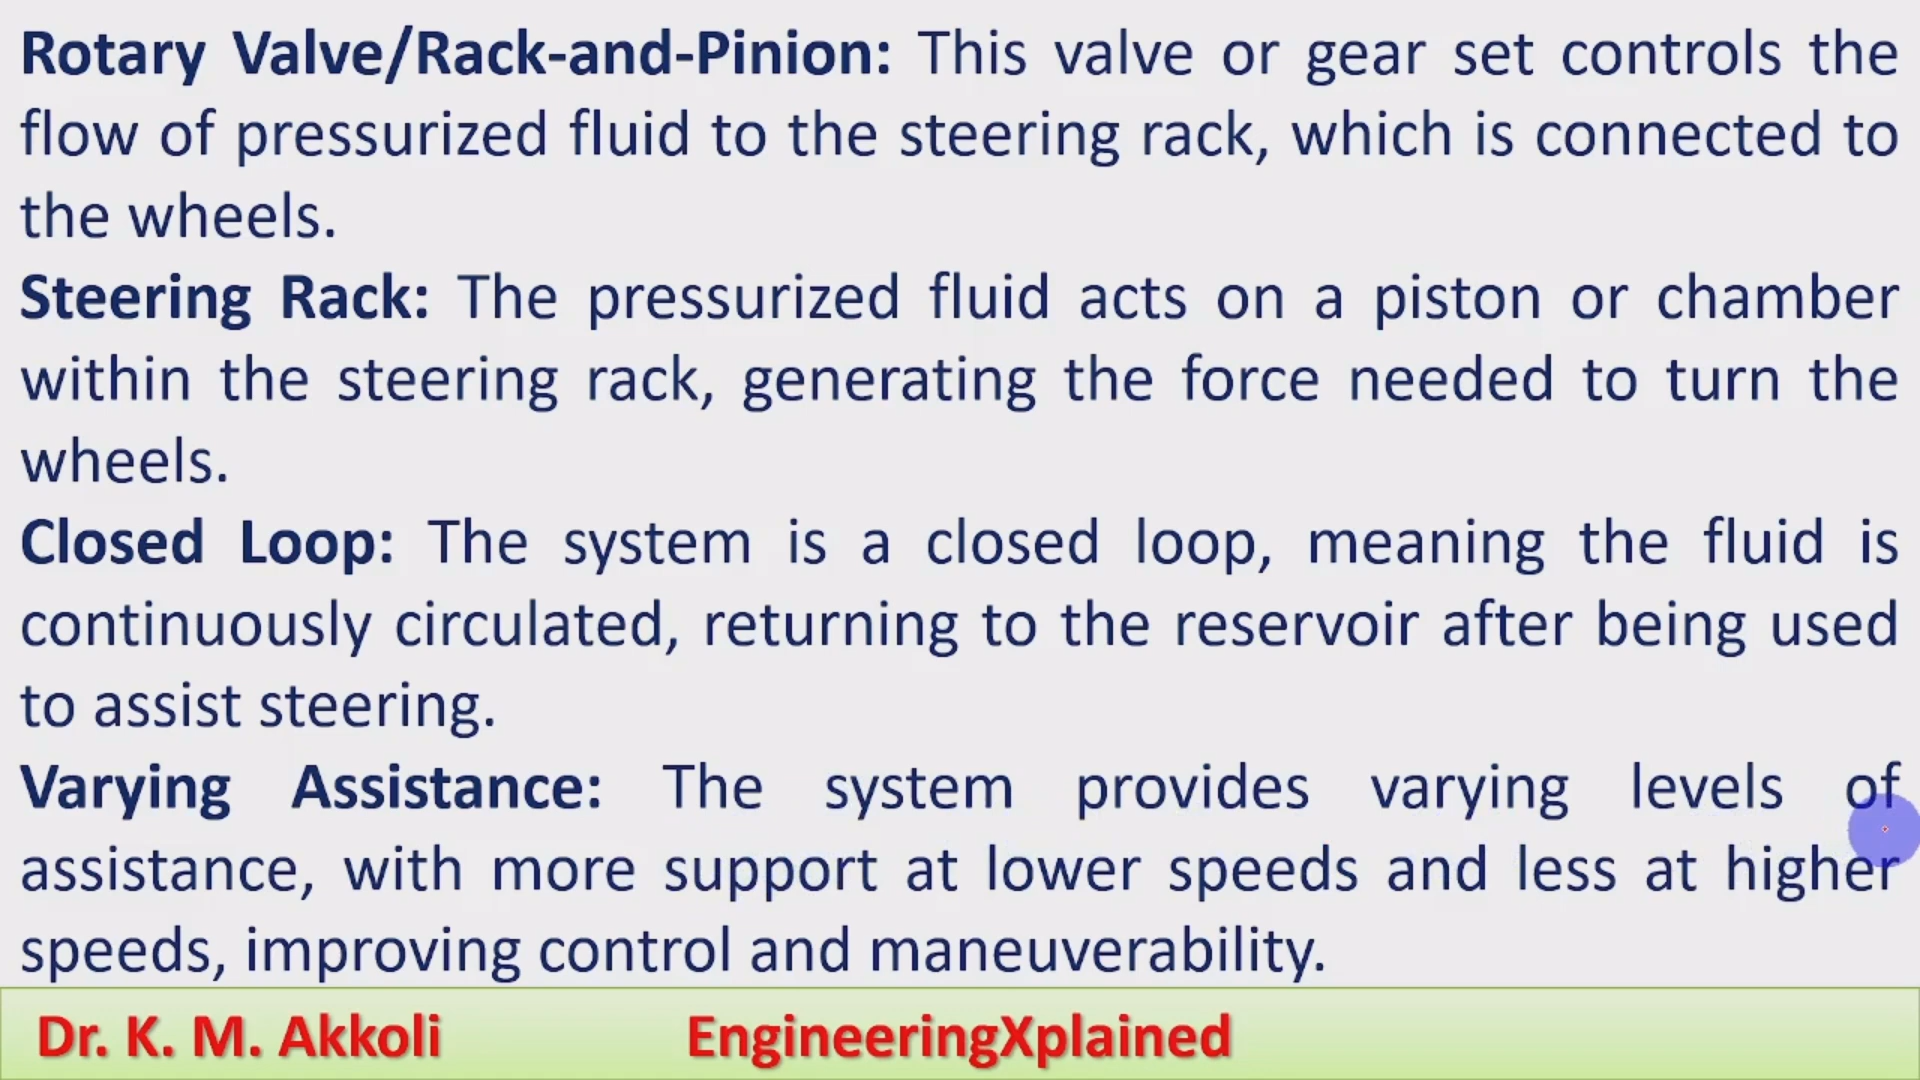 Rotary Valve/Rack-and-Pinion: This valve or gear set controls the
flow of pressurized fluid to the steering rack, which is connected to
the wheels.
Steering Rack: The pressurized fluid acts on a piston or chamber
within the steering rack, generating the force needed to turn the
wheels.
Closed Loop: The system is a closed loop, meaning the fluid is
continuously circulated, returning to the reservoir after being used
to assist steering.
Varying Assistance: The system provides varying levels of
assistance, with more support at lower speeds and less at higher
speeds, improving control and maneuverability.
Dr. K. M. Akkoli EngineeringXplained